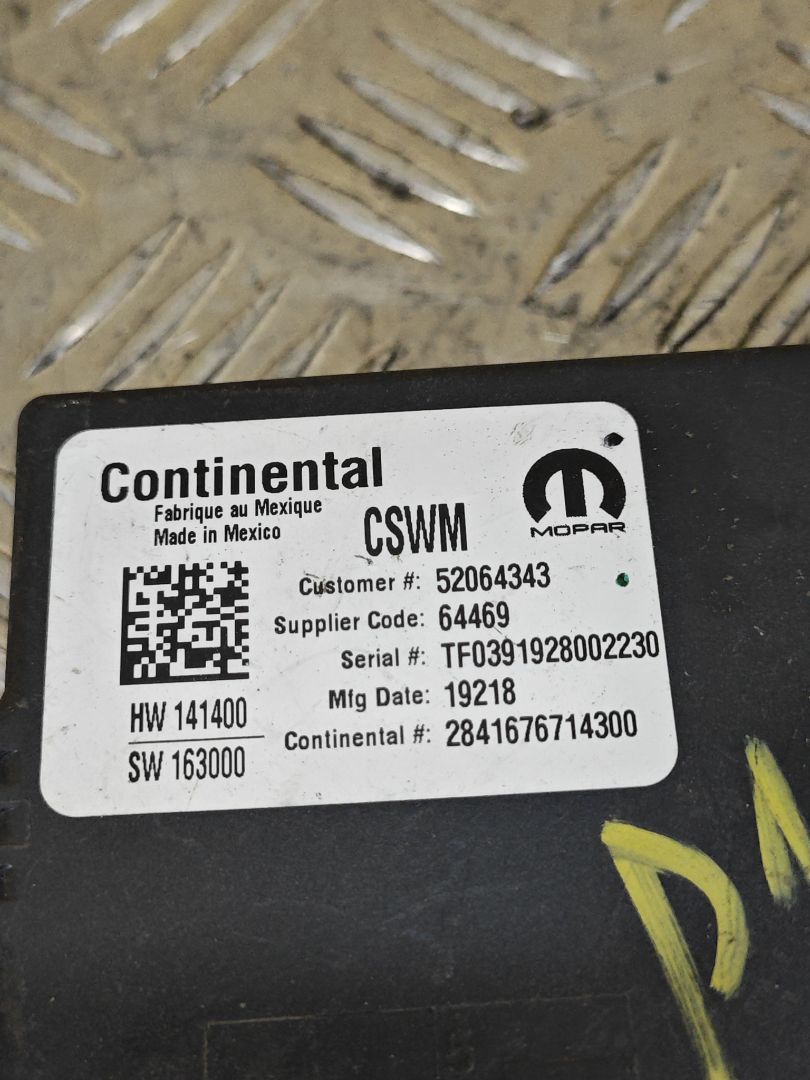 Continental
Fabrique au Mexique
Made in Mexico
CSWM
MOPAR
Customer #: 52064343
Supplier Code: 64469
Serial #: TF0391928002230
Mfg Date: 19218
Continental #: 2841676714300
HW 141400
SW 163000